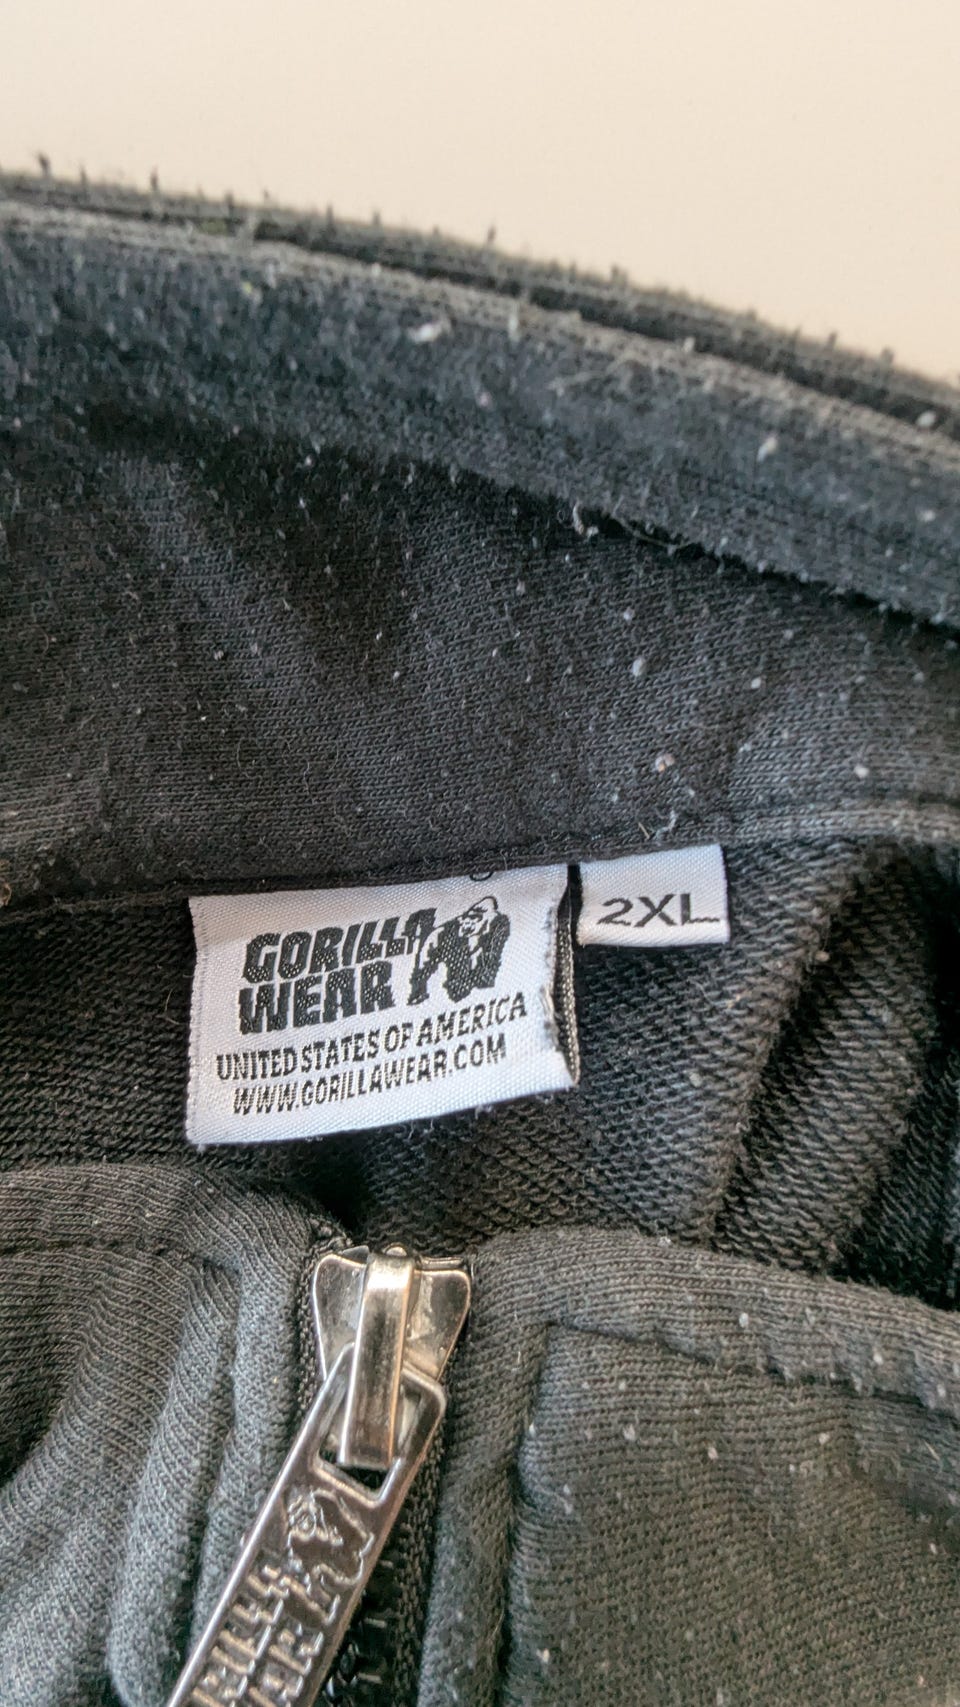 GORILLA
WEAR
UNITED STATES OF AMERICA
WWW.GORILLAWEAR.COM
2XL